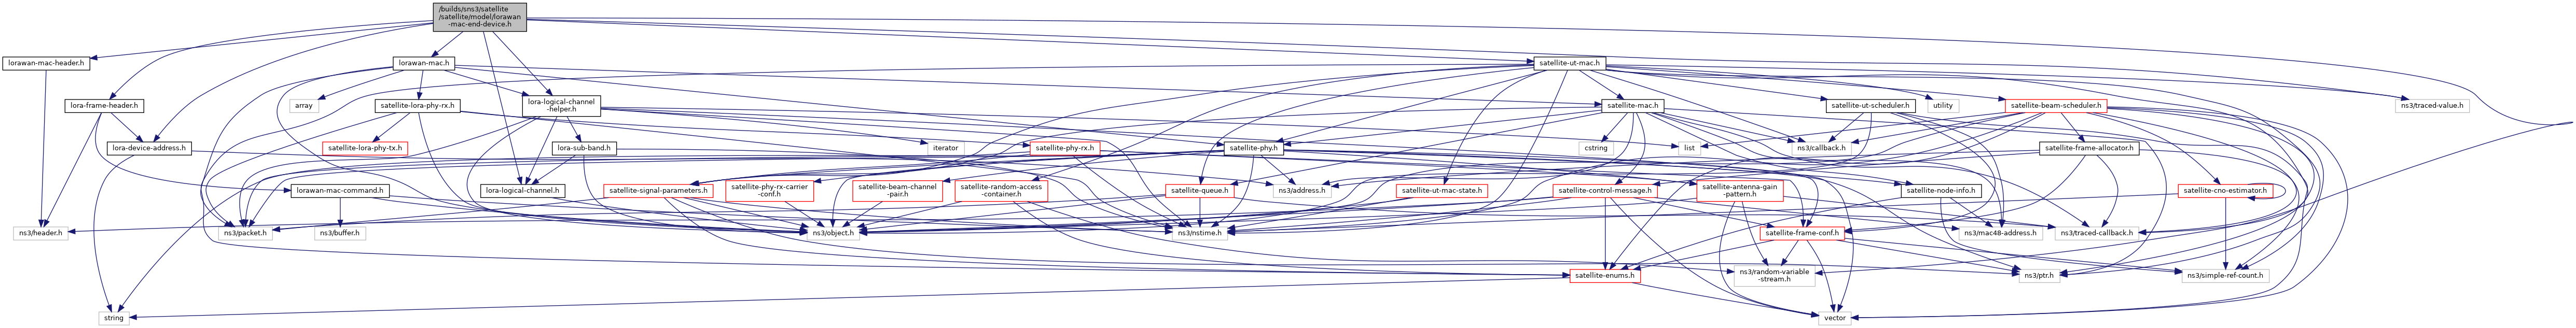 /builds/sns3/satellite
/satellite/model/lorawan
-mac-end-device.h
lorawan-mac-header.h
lorawan-mac.h
satellite-ut-mac.h
lora-frame-header.h
array
satellite-lora-phy-rx.h
lora-logical-channel
-helper.h
satellite-mac.h
satellite-ut-scheduler.h
utility
satellite-beam-scheduler.h
ns3/traced-value.h
lora-device-address.h
satellite-lora-phy-tx.h
lora-sub-band.h
iterator
satellite-phy-rx.h
satellite-phy.h
cstring
list
ns3/callback.h
satellite-frame-allocator.h
lorawan-mac-command.h
lora-logical-channel.h
satellite-signal-parameters.h
satellite-phy-rx-carrier
-conf.h
satellite-beam-channel
-pair.h
satellite-random-access
-container.h
ns3/address.h
satellite-queue.h
satellite-ut-mac-state.h
satellite-control-message.h
satellite-antenna-gain
-pattern.h
satellite-node-info.h
satellite-cno-estimator.h
ns3/header.h
ns3/packet.h
ns3/buffer.h
ns3/object.h
ns3/nstime.h
satellite-frame-conf.h
ns3/mac48-address.h
ns3/traced-callback.h
satellite-enums.h
ns3/random-variable
-stream.h
ns3/ptr.h
ns3/simple-ref-count.h
string
vector